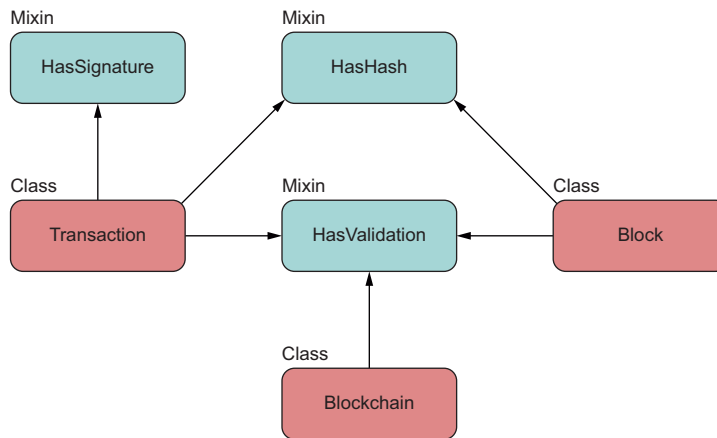 Mixin
HasSignature
Mixin
HasHash
Class
Transaction
Mixin
HasValidation
Class
Block
Class
Blockchain